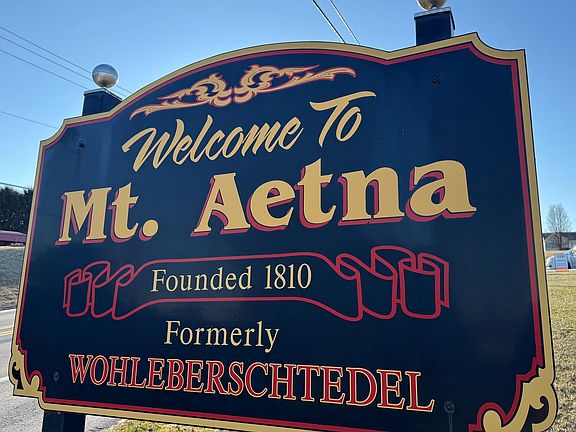 Welcome To
Mt. Aetna
Founded 1810
Formerly
WOHLEBERSCHTEDEL